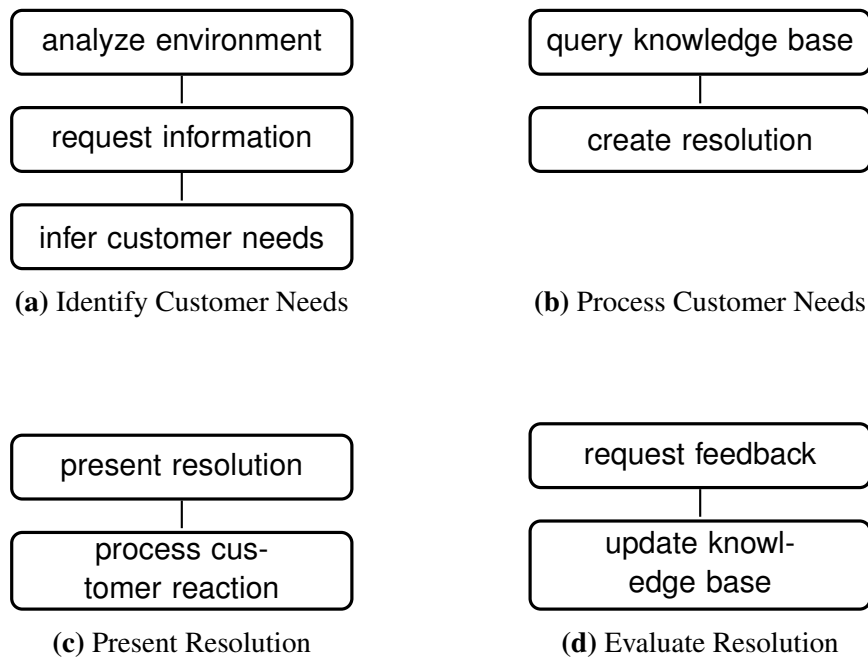 analyze environment
request information
infer customer needs
(a) Identify Customer Needs
query knowledge base
create resolution
(b) Process Customer Needs
present resolution
process cus-
tomer reaction
(c) Present Resolution
request feedback
update knowl-
edge base
(d) Evaluate Resolution